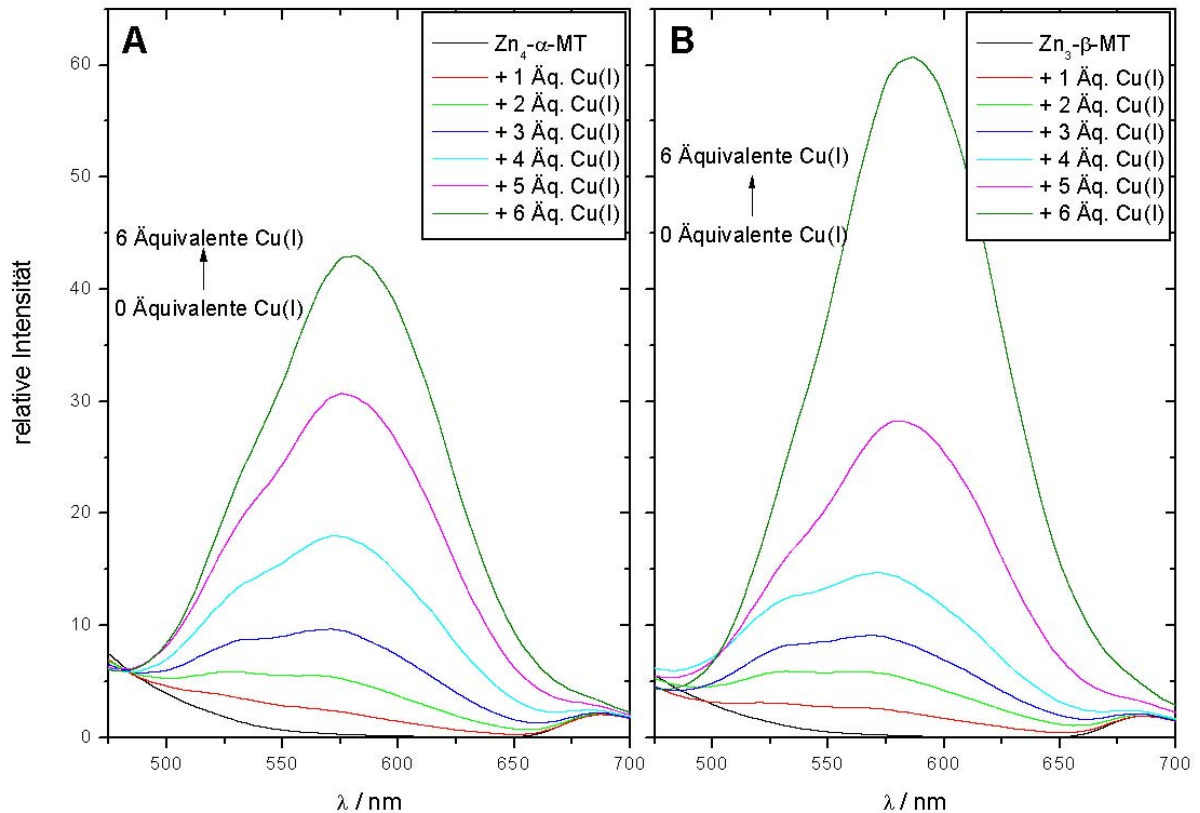 A
Zn4-α-MT
+ 1 Äq. Cu(I)
+ 2 Äq. Cu(I)
+ 3 Äq. Cu(I)
+ 4 Äq. Cu(I)
+ 5 Äq. Cu(I)
+ 6 Äq. Cu(I)
6 Äquivalente Cu(I)
0 Äquivalente Cu(I)
relative Intensität
60
50
40
30
20
10
0
500
550
600
650
700
λ / nm
B
Zn3-β-MT
+ 1 Äq. Cu(I)
+ 2 Äq. Cu(I)
+ 3 Äq. Cu(I)
+ 4 Äq. Cu(I)
+ 5 Äq. Cu(I)
+ 6 Äq. Cu(I)
6 Äquivalente Cu(I)
0 Äquivalente Cu(I)
500
550
600
650
700
λ / nm